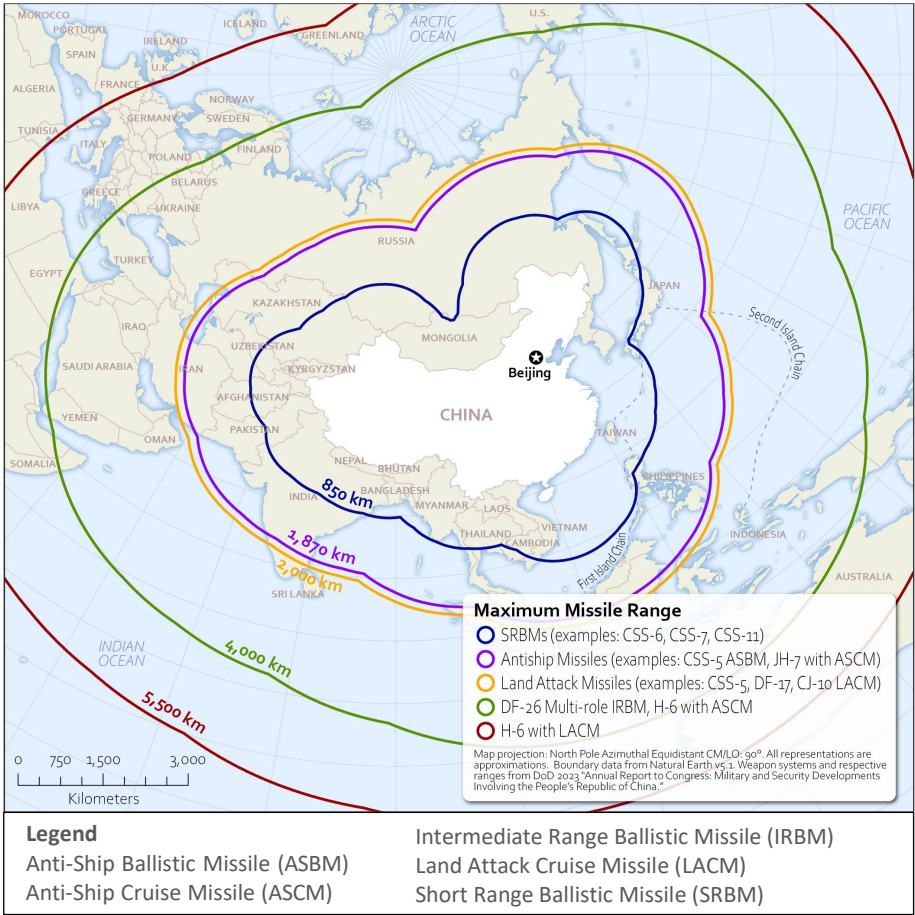 MOROCCO
PORTUGAL
SPAIN
ICELAND
GREENLAND
ARCTIC
OCEAN
U.S.
IRELAND
U.K.
FRANCE
ALGERIA
NORWAY
SWEDEN
GERMANY
TUNISIA
ITALY
FINLAND
POLAND
BELARUS
GREECE
UKRAINE
LIBYA
PACIFIC
OCEAN
RUSSIA
TURKEY
EGYPT
KAZAKHSTAN
JAPAN
Second Island Chain
IRAQ
MONGOLIA
UZBEKISTAN
SAUDI ARABIA
IRAN
KYRGYZSTAN
Beijing
AFGHANISTAN
CHINA
YEMEN
PAKISTAN
TAIWAN
OMAN
SOMALIA
NEPAL
BHUTAN
PHILIPPINES
850 km
INDIA
BANGLADESH
MYANMAR
LAOS
VIETNAM
THAILAND
CAMBODIA
INDONESIA
1,870 km
2,000 km
First Island Chain
AUSTRALIA
SRI LANKA
INDIAN
OCEAN
4,000 km
5,500 km
0 750 1,500 3,000
Kilometers
Maximum Missile Range
SRBMs (examples: CSS-6, CSS-7, CSS-11)
Antiship Missiles (examples: CSS-5 ASBM, JH-7 with ASCM)
Land Attack Missiles (examples: CSS-5, DF-17, CJ-10 LACM)
DF-26 Multi-role IRBM, H-6 with ASCM
H-6 with LACM
Map projection: North Pole Azimuthal Equidistant CM/LO: 90º. All representations are
approximations. Boundary data from Natural Earth v5.1. Weapon systems and respective
ranges from DoD 2023 "Annual Report to Congress: Military and Security Developments
Involving the People's Republic of China."
Legend
Anti-Ship Ballistic Missile (ASBM)
Anti-Ship Cruise Missile (ASCM)
Intermediate Range Ballistic Missile (IRBM)
Land Attack Cruise Missile (LACM)
Short Range Ballistic Missile (SRBM)